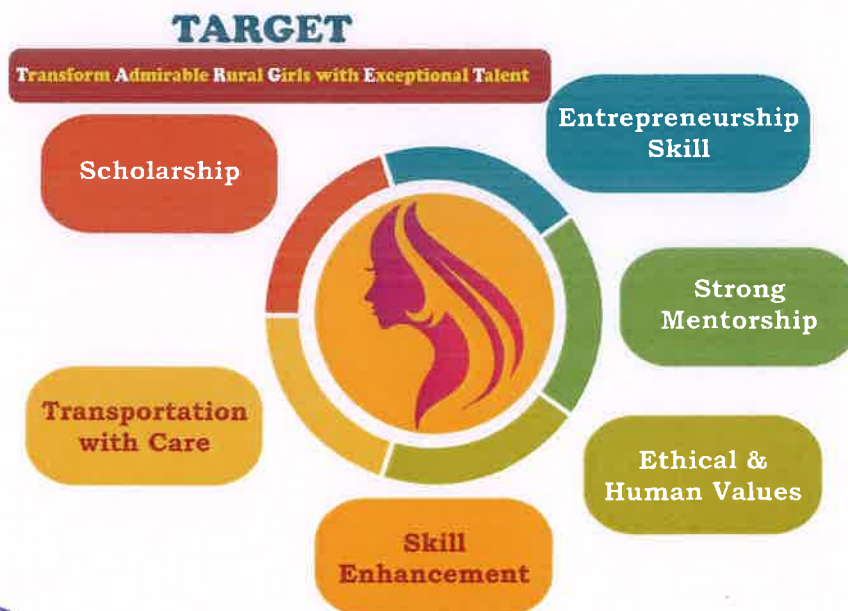 TARGET
Transform Admirable Rural Girls with Exceptional Talent
Scholarship
Entrepreneurship
Skill
Strong
Mentorship
Transportation
with Care
Ethical &
Human Values
Skill
Enhancement